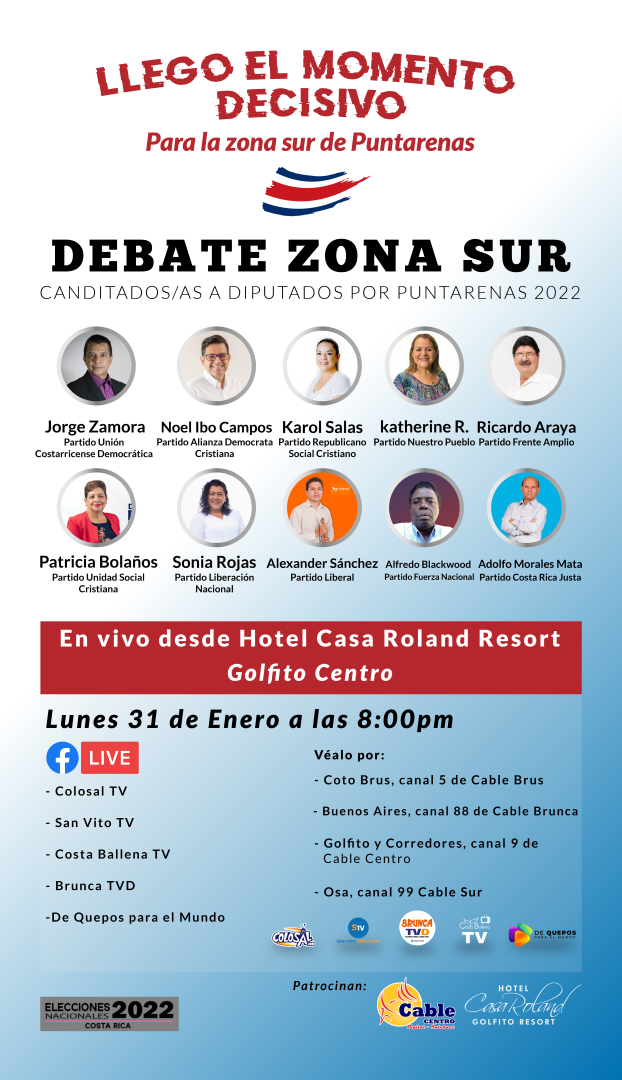 LLEGO EL MOMENTO
DECISIVO
Para la zona sur de Puntarenas
DEBATE ZONA SUR
CANDITADOS/AS A DIPUTADOS POR PUNTARENAS 2022
Jorge Zamora
Partido Unión
Costarricense Democrática
Noel Ibo Campos
Partido Alianza Democrata
Cristiana
Karol Salas
Partido Republicano
Social Cristiano
katherine R.
Partido Nuestro Pueblo
Ricardo Araya
Partido Frente Amplio
Patricia Bolaños
Partido Unidad Social
Cristiana
Sonia Rojas
Partido Liberación
Nacional
Alexander Sánchez
Partido Liberal
Alfredo Blackwood
Partido Fuerza Nacional
Adolfo Morales Mata
Partido Costa Rica Justa
En vivo desde Hotel Casa Roland Resort
Golfito Centro
Lunes 31 de Enero a las 8:00pm
LIVE
- Colosal TV
- San Vito TV
- Costa Ballena TV
- Brunca TVD
-De Quepos para el Mundo
Véalo por:
- Coto Brus, canal 5 de Cable Brus
- Buenos Aires, canal 88 de Cable Brunca
- Golfito y Corredores, canal 9 de
Cable Centro
- Osa, canal 99 Cable Sur
COLOSAL
STV
BRUNCA
TVD
TV
DE QUEPOS
PARA EL MUNDO
Patrocinan:
Cable
CENTRO
Digital - Internet
HOTEL
Casa Roland
GOLFITO RESORT
ELECCIONES
NACIONALES
2022
COSTA RICA